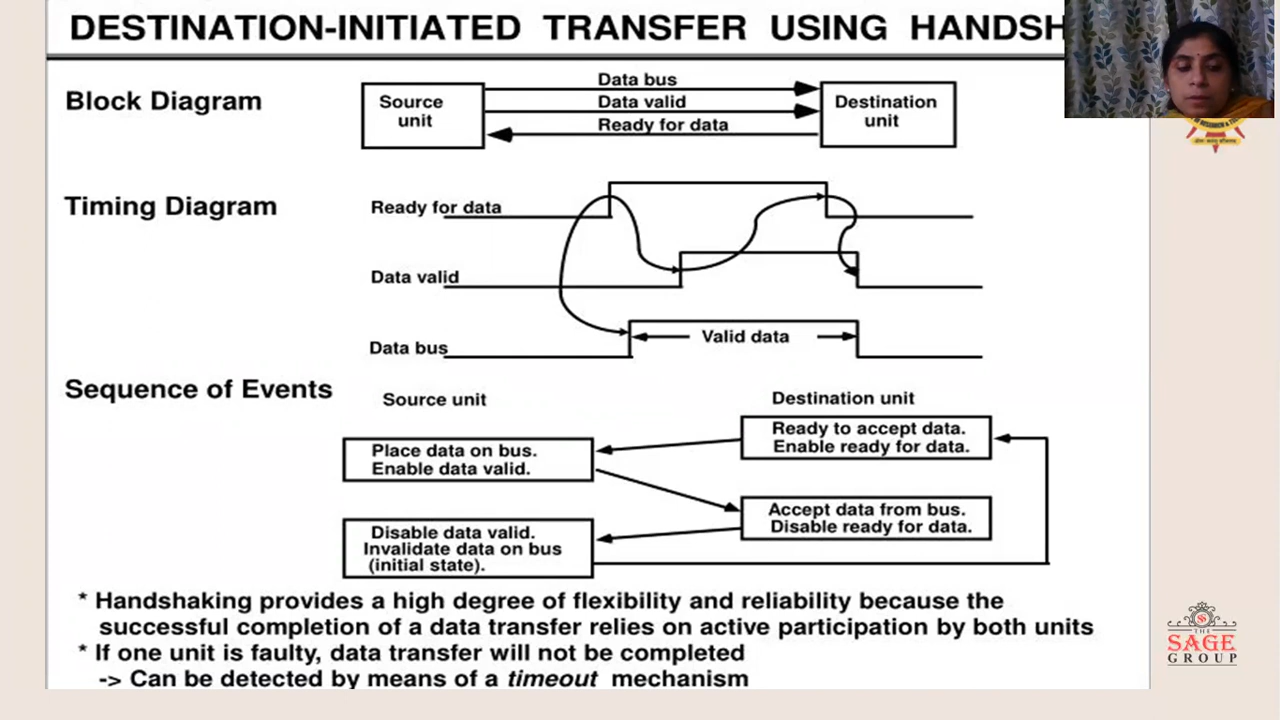 DESTINATION-INITIATED TRANSFER USING HANDSH
Block Diagram
Source unit
Data bus
Data valid
Ready for data
Destination unit
Timing Diagram
Ready for data
Data valid
Data bus
Valid data
Sequence of Events
Source unit
Destination unit
Ready to accept data.
Enable ready for data.
Place data on bus.
Enable data valid.
Accept data from bus.
Disable ready for data.
Disable data valid.
Invalidate data on bus
(initial state).
* Handshaking provides a high degree of flexibility and reliability because the
successful completion of a data transfer relies on active participation by both units
* If one unit is faulty, data transfer will not be completed
-> Can be detected by means of a timeout mechanism
THE
SAGE
GROUP